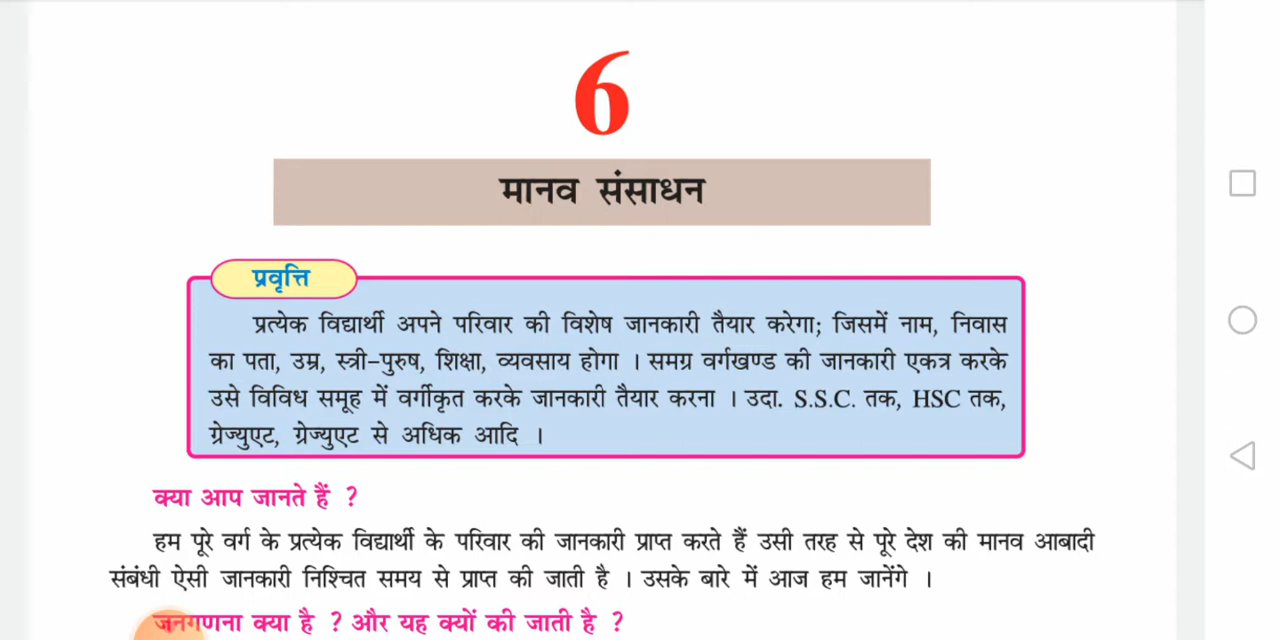 6
मानव संसाधन
प्रवृत्ति
प्रत्येक विद्यार्थी अपने परिवार की विशेष जानकारी तैयार करेगा; जिसमें नाम, निवास
का पता, उम्र, स्त्री-पुरुष, शिक्षा, व्यवसाय होगा । समग्र वर्गखण्ड की जानकारी एकत्र करके
उसे विविध समूह में वर्गीकृत करके जानकारी तैयार करना । उदा. S.S.C. तक, HSC तक,
ग्रेज्युएट, ग्रेज्युएट से अधिक आदि ।
क्या आप जानते हैं ?
हम पूरे वर्ग के प्रत्येक विद्यार्थी के परिवार की जानकारी प्राप्त करते हैं उसी तरह से पूरे देश की मानव आबादी
संबंधी ऐसी जानकारी निश्चित समय से प्राप्त की जाती है । उसके बारे में आज हम जानेंगे ।
जनगणना क्या है ? और यह क्यों की जाती है ?